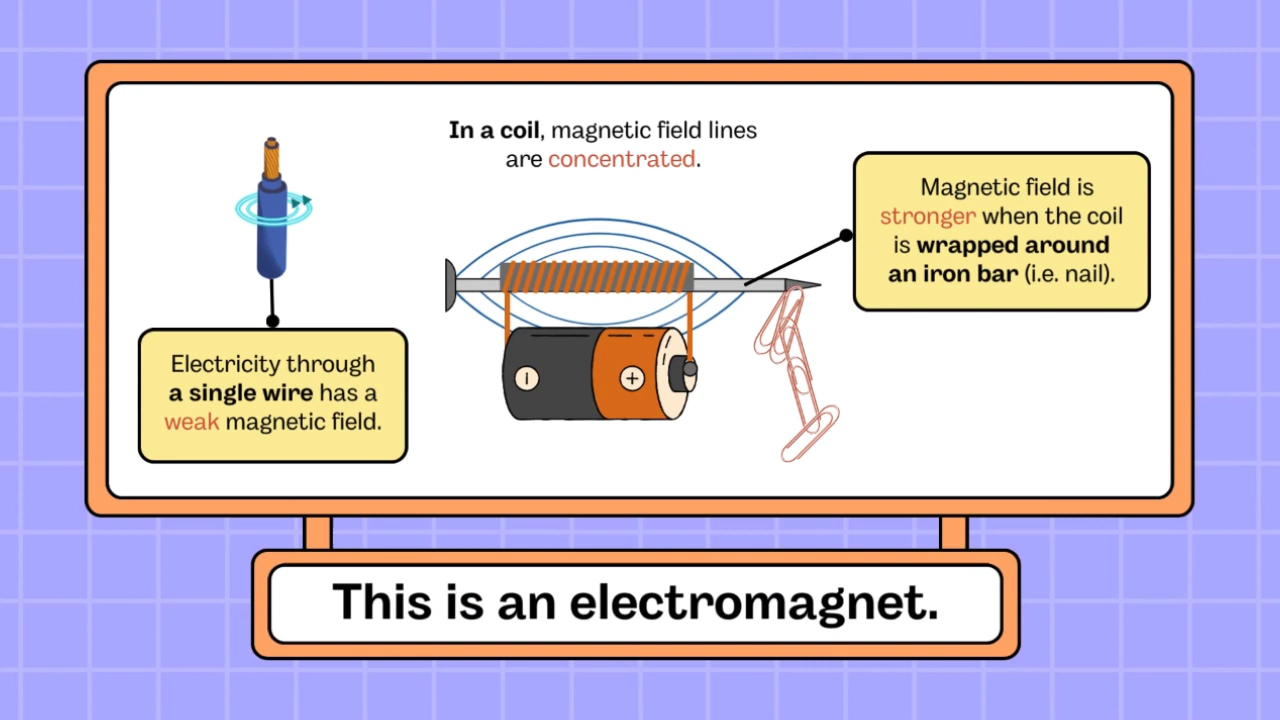 In a coil, magnetic field lines
are concentrated.
Magnetic field is
stronger when the coil
is wrapped around
an iron bar (i.e. nail).
Electricity through
a single wire has a
weak magnetic field.
This is an electromagnet.